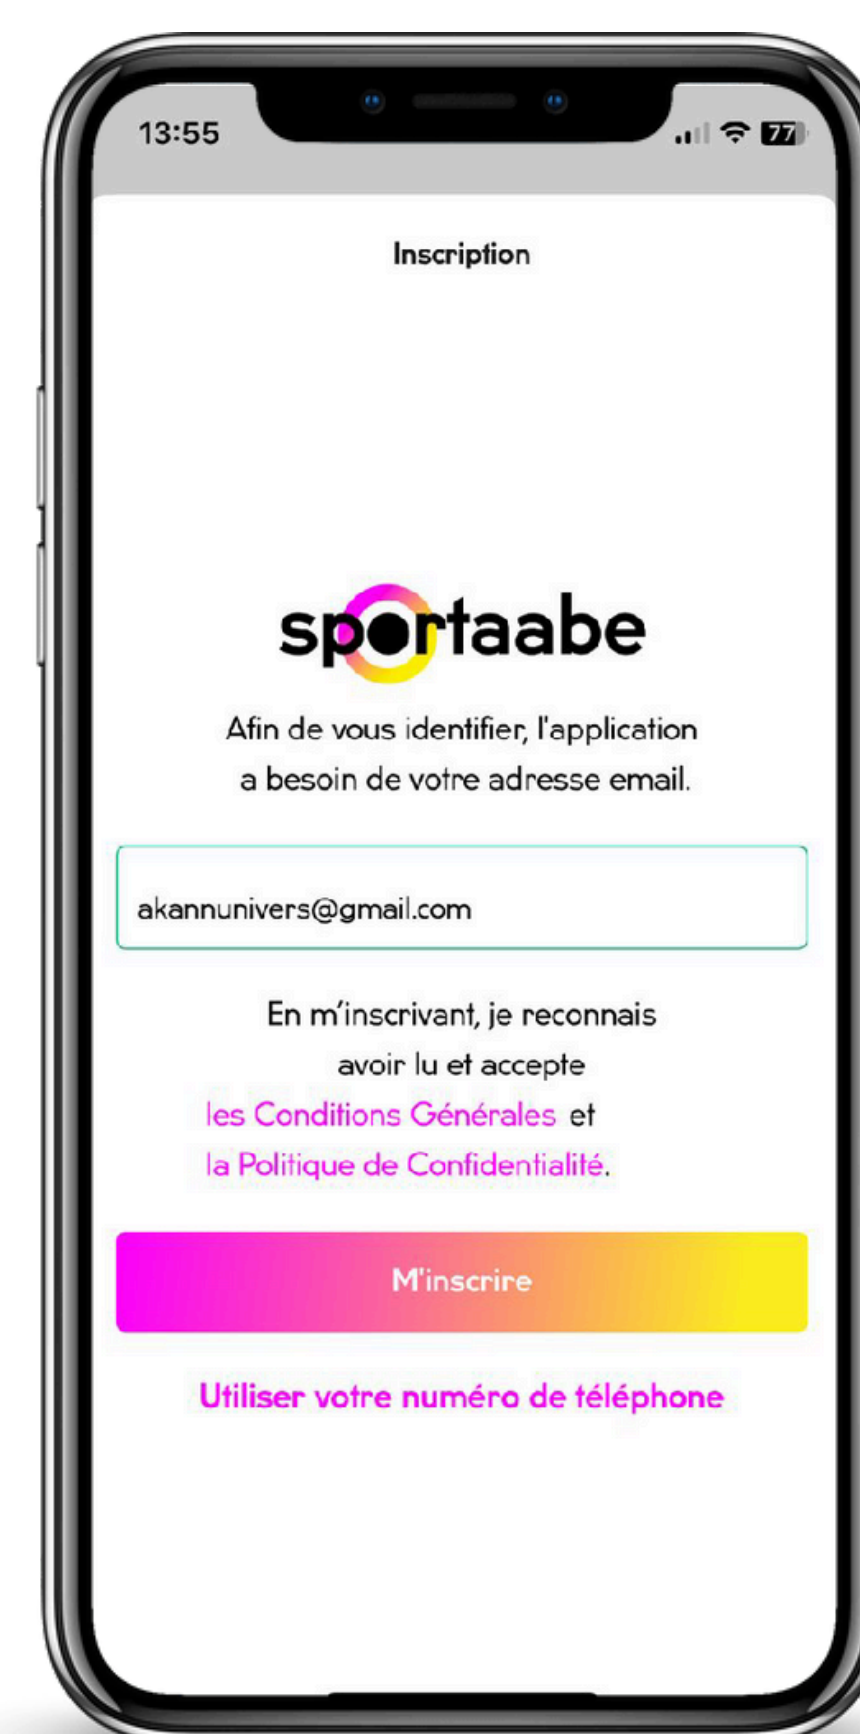 13:55
77
Inscription
sportaabe
Afin de vous identifier, l'application
a besoin de votre adresse email.
akannunivers@gmail.com
En m'inscrivant, je reconnais
avoir lu et accepte
les Conditions Générales et
la Politique de Confidentialité.
M'inscrire
Utiliser votre numéro de téléphone